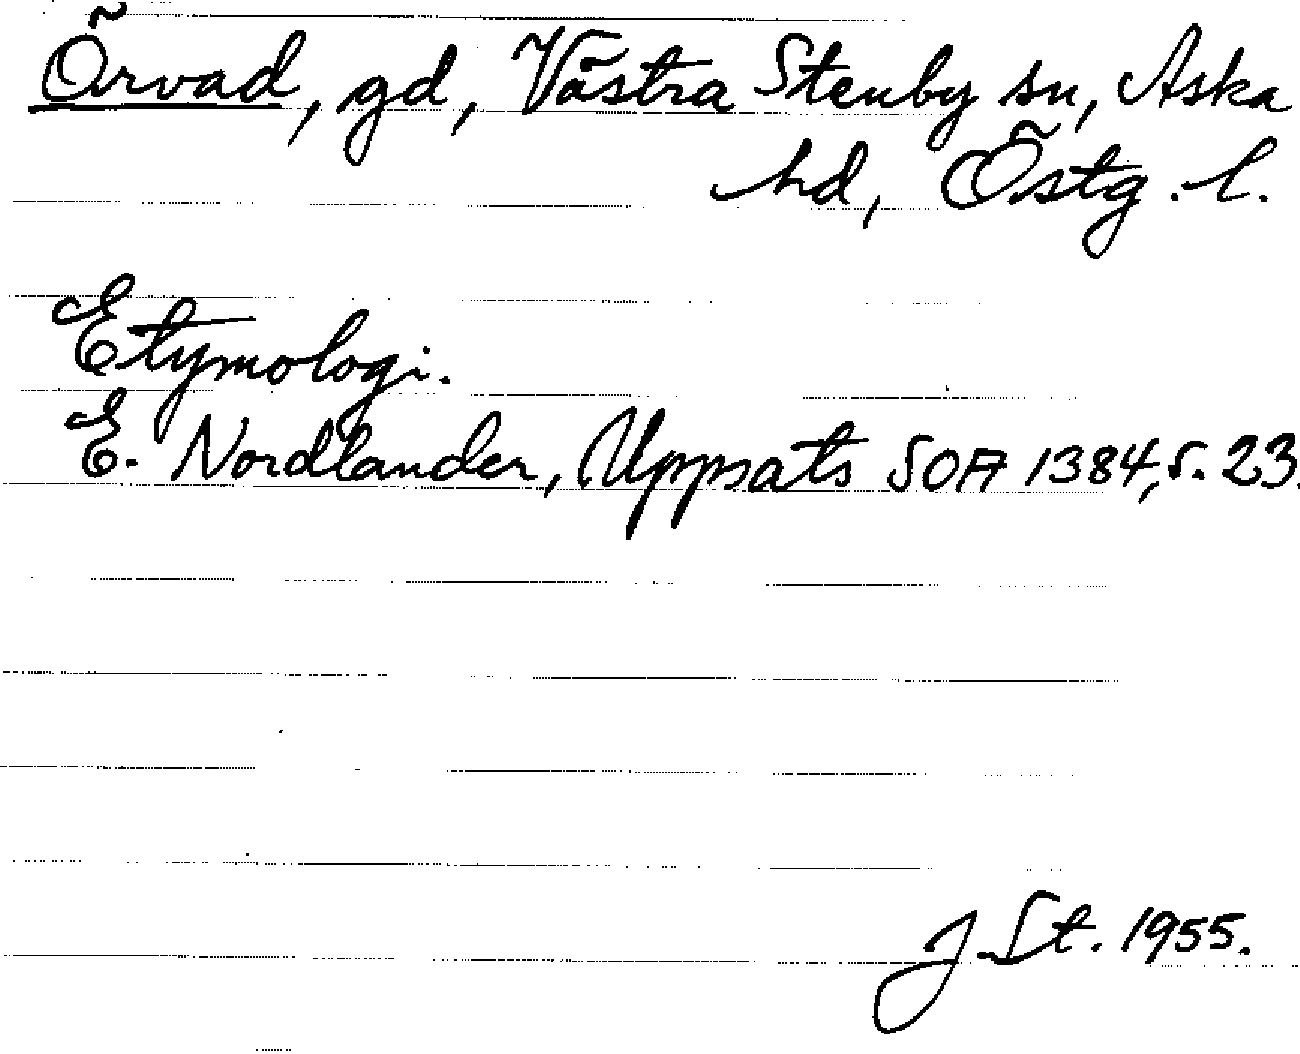 Örvad, gd, Västra Stenby sn, Aska
hd, Östg. l.
Etymologi.
E. Nordlander, Uppsats SOA 1384, s. 23.
J. St. 1955.